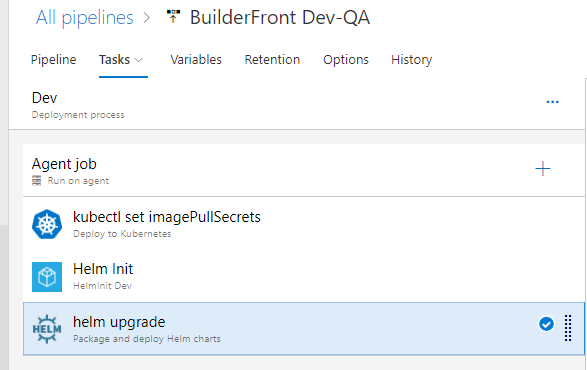 All pipelines > BuilderFront Dev-QA
Pipeline Tasks Variables Retention Options History
Dev
Deployment process
Agent job
Run on agent
kubectl set imagePullSecrets
Deploy to Kubernetes
Helm Init
HelmInit Dev
HELM
helm upgrade
Package and deploy Helm charts